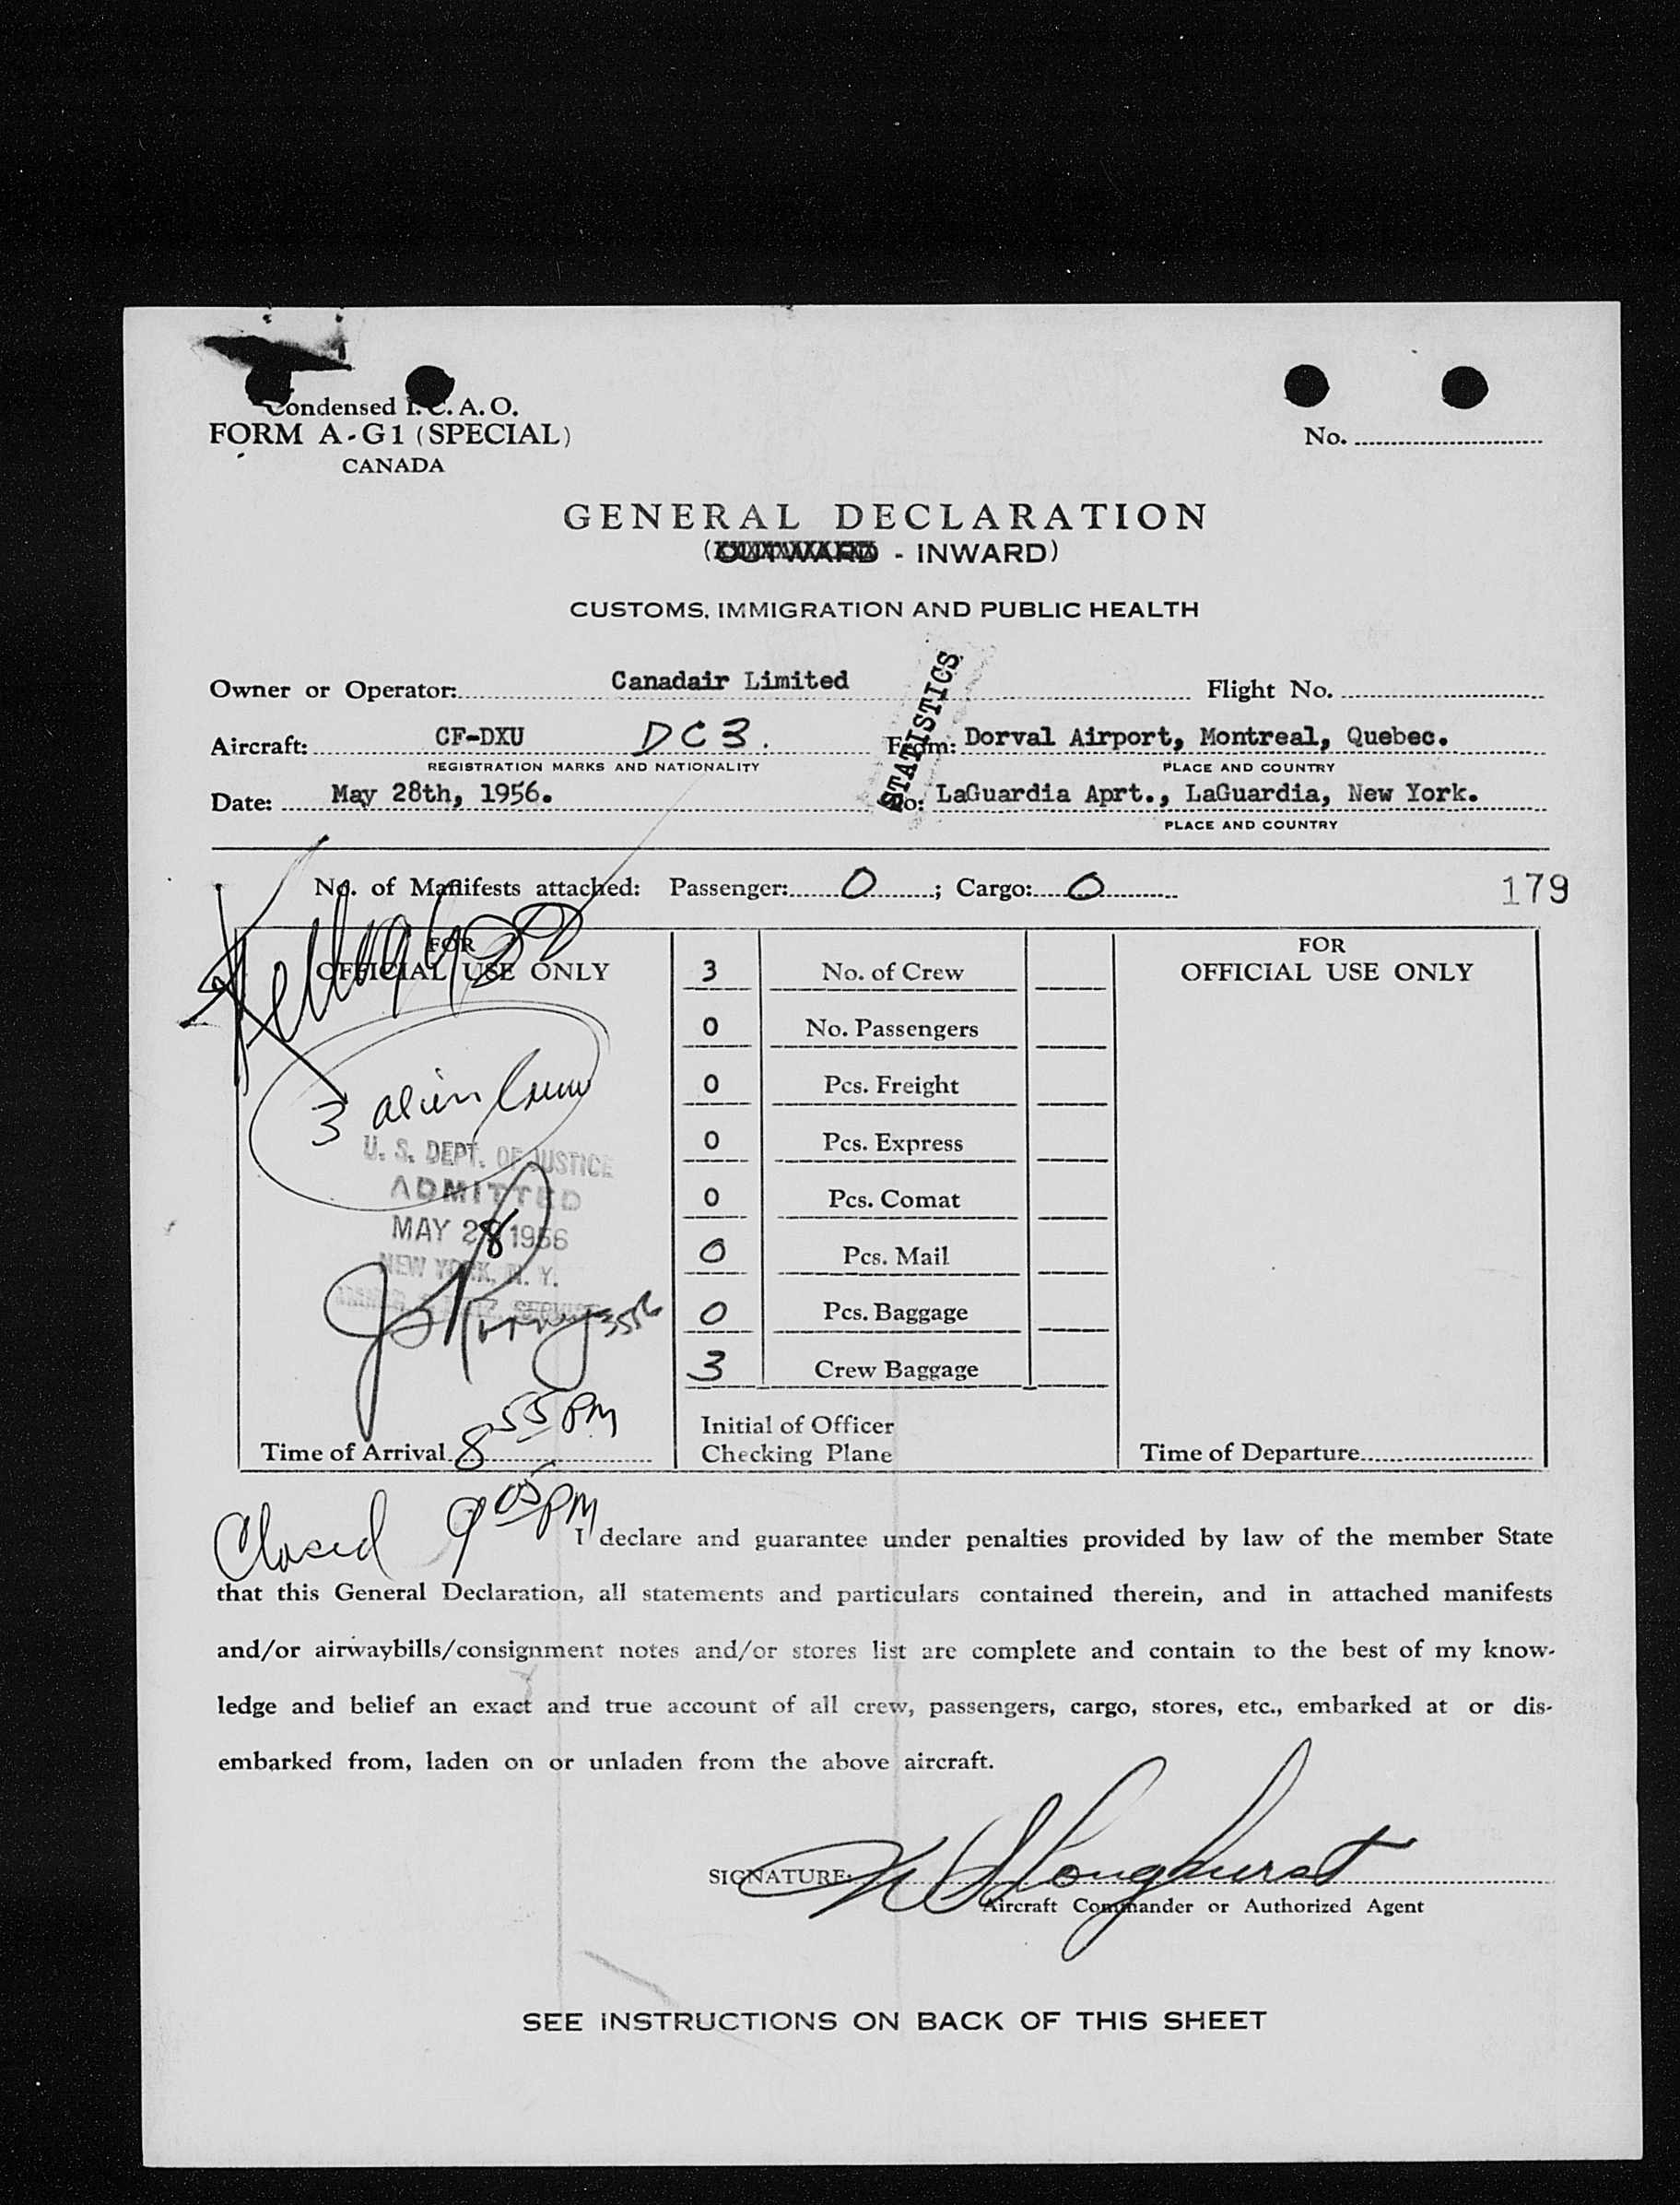 Condensed I.C.A.O.
FORM A-G1 (SPECIAL)
CANADA
No.
GENERAL DECLARATION
(OUTWARD - INWARD)
CUSTOMS, IMMIGRATION AND PUBLIC HEALTH
STATISTICS
Owner or Operator: Canadair Limited Flight No.
Aircraft: CF-DXU DC3. From: Dorval Airport, Montreal, Quebec.
REGISTRATION MARKS AND NATIONALITY PLACE AND COUNTRY
Date: May 28th, 1956. To: LaGuardia Aprt., LaGuardia, New York.
PLACE AND COUNTRY
No. of Manifests attached: Passenger: 0 ; Cargo: 0
179
FOR
OFFICIAL USE ONLY
3 alien Crew
U. S. DEPT. OF JUSTICE
ADMITTED
MAY 28 1956
NEW YORK, N. Y.
Time of Arrival 8 55 PM
3 No. of Crew
0 No. Passengers
0 Pcs. Freight
0 Pcs. Express
0 Pcs. Comat
0 Pcs. Mail
0 Pcs. Baggage
3 Crew Baggage
Initial of Officer
Checking Plane
FOR
OFFICIAL USE ONLY
Time of Departure
Closed 9 05 PM
I declare and guarantee under penalties provided by law of the member State
that this General Declaration, all statements and particulars contained therein, and in attached manifests
and/or airwaybills/consignment notes and/or stores list are complete and contain to the best of my know-
ledge and belief an exact and true account of all crew, passengers, cargo, stores, etc., embarked at or dis-
embarked from, laden on or unladen from the above aircraft.
SIGNATURE: Longhurst
Aircraft Commander or Authorized Agent
SEE INSTRUCTIONS ON BACK OF THIS SHEET